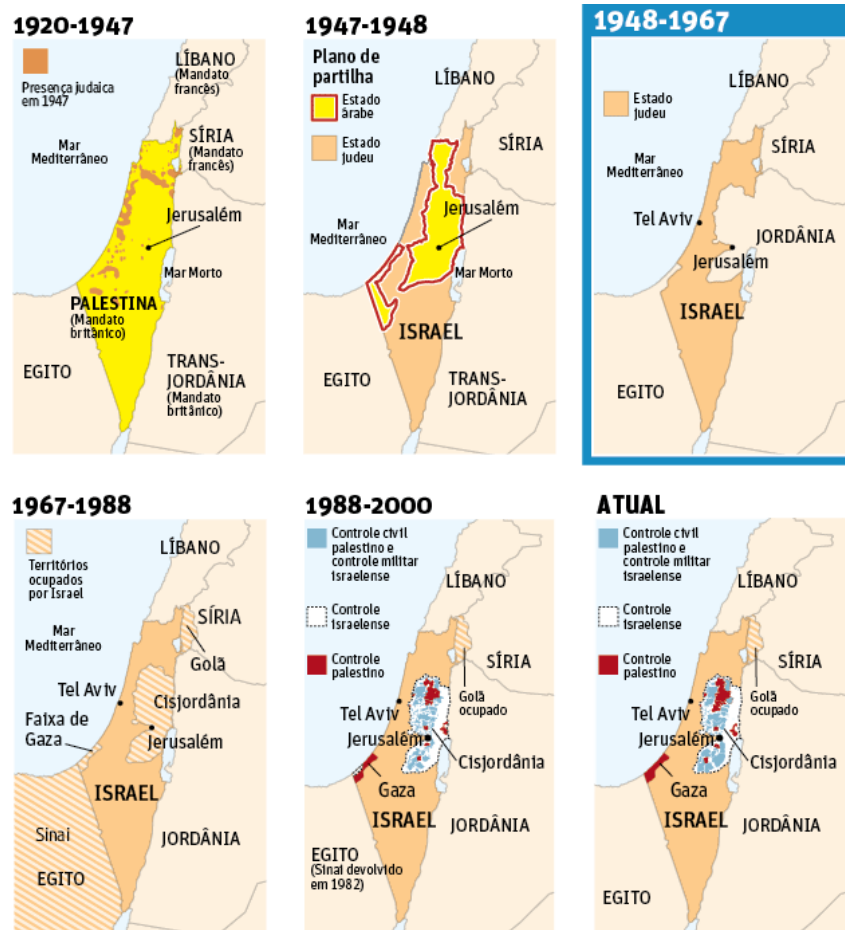 1920-1947
Presença judaica
em 1947
LÍBANO
(Mandato
francês)
Mar
Mediterrâneo
SÍRIA
(Mandato
francês)
Jerusalém
Mar Morto
PALESTINA
(Mandato
britânico)
EGITO
TRANS-
JORDÂNIA
(Mandato
britânico)
1947-1948
Plano de
partilha
Estado
árabe
Estado
judeu
LÍBANO
SÍRIA
Jerusalém
Mar
Mediterrâneo
Mar Morto
ISRAEL
EGITO
TRANS-
JORDÂNIA
1948-1967
Estado
judeu
LÍBANO
SÍRIA
Mar
Mediterrâneo
Tel Aviv
JORDÂNIA
Jerusalém
ISRAEL
EGITO
1967-1988
Territórios
ocupados
por Israel
LÍBANO
SÍRIA
Mar
Mediterrâneo
Golã
Tel Aviv
Cisjordânia
Faixa de
Gaza
Jerusalém
ISRAEL
Sinai
JORDÂNIA
EGITO
1988-2000
Controle civil
palestino e
controle militar
israelense
LÍBANO
Controle
israelense
Controle
palestino
SÍRIA
Golã
ocupado
Tel Aviv
Jerusalém
Cisjordânia
Gaza
ISRAEL
JORDÂNIA
EGITO
(Sinai devolvido
em 1982)
ATUAL
Controle civil
palestino e
controle militar
israelense
LÍBANO
Controle
israelense
Controle
palestino
SÍRIA
Golã
ocupado
Tel Aviv
Jerusalém
Cisjordânia
Gaza
ISRAEL
JORDÂNIA
EGITO